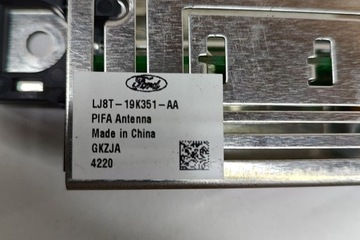 Ford
LJ8T-19K351-AA
PIFA Antenna
Made in China
GKZJA
4220